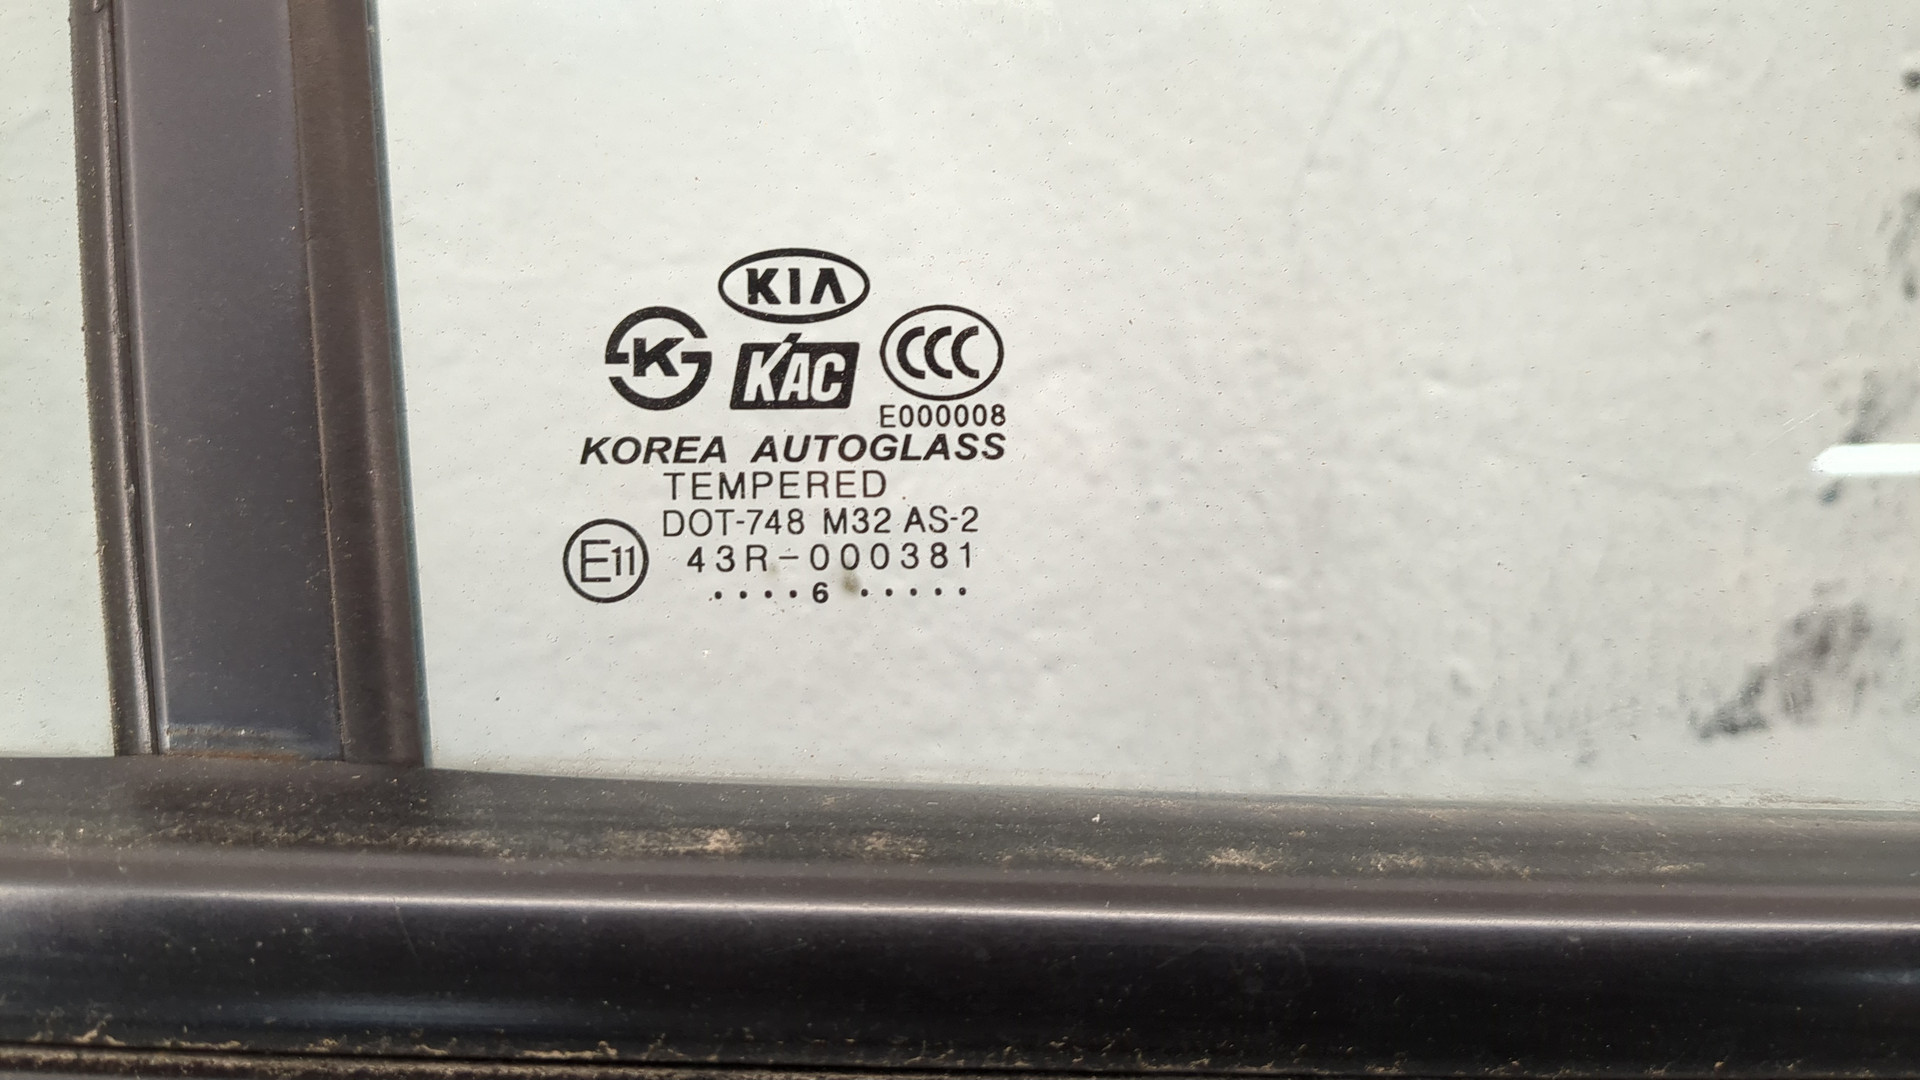 KIA
K KAC CCC
E000008
KOREA AUTOGLASS
TEMPERED
DOT-748 M32 AS-2
E11 43R-000381
....6.....